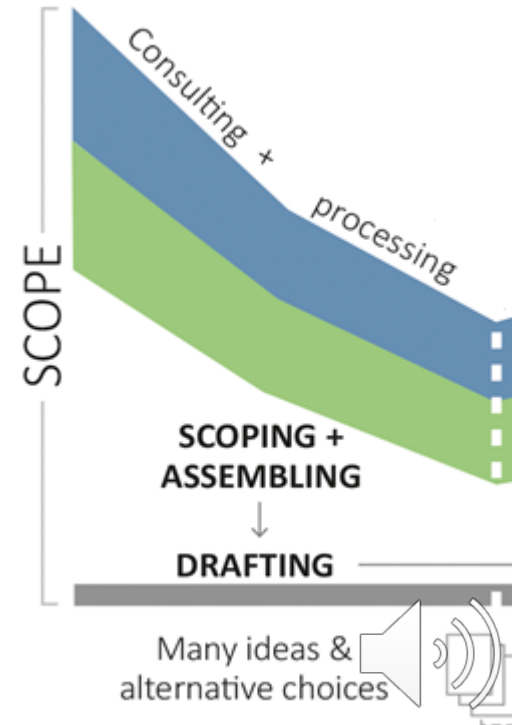 Consulting +
processing
SCOPE
SCOPING +
ASSEMBLING
DRAFTING
Many ideas &
alternative choices